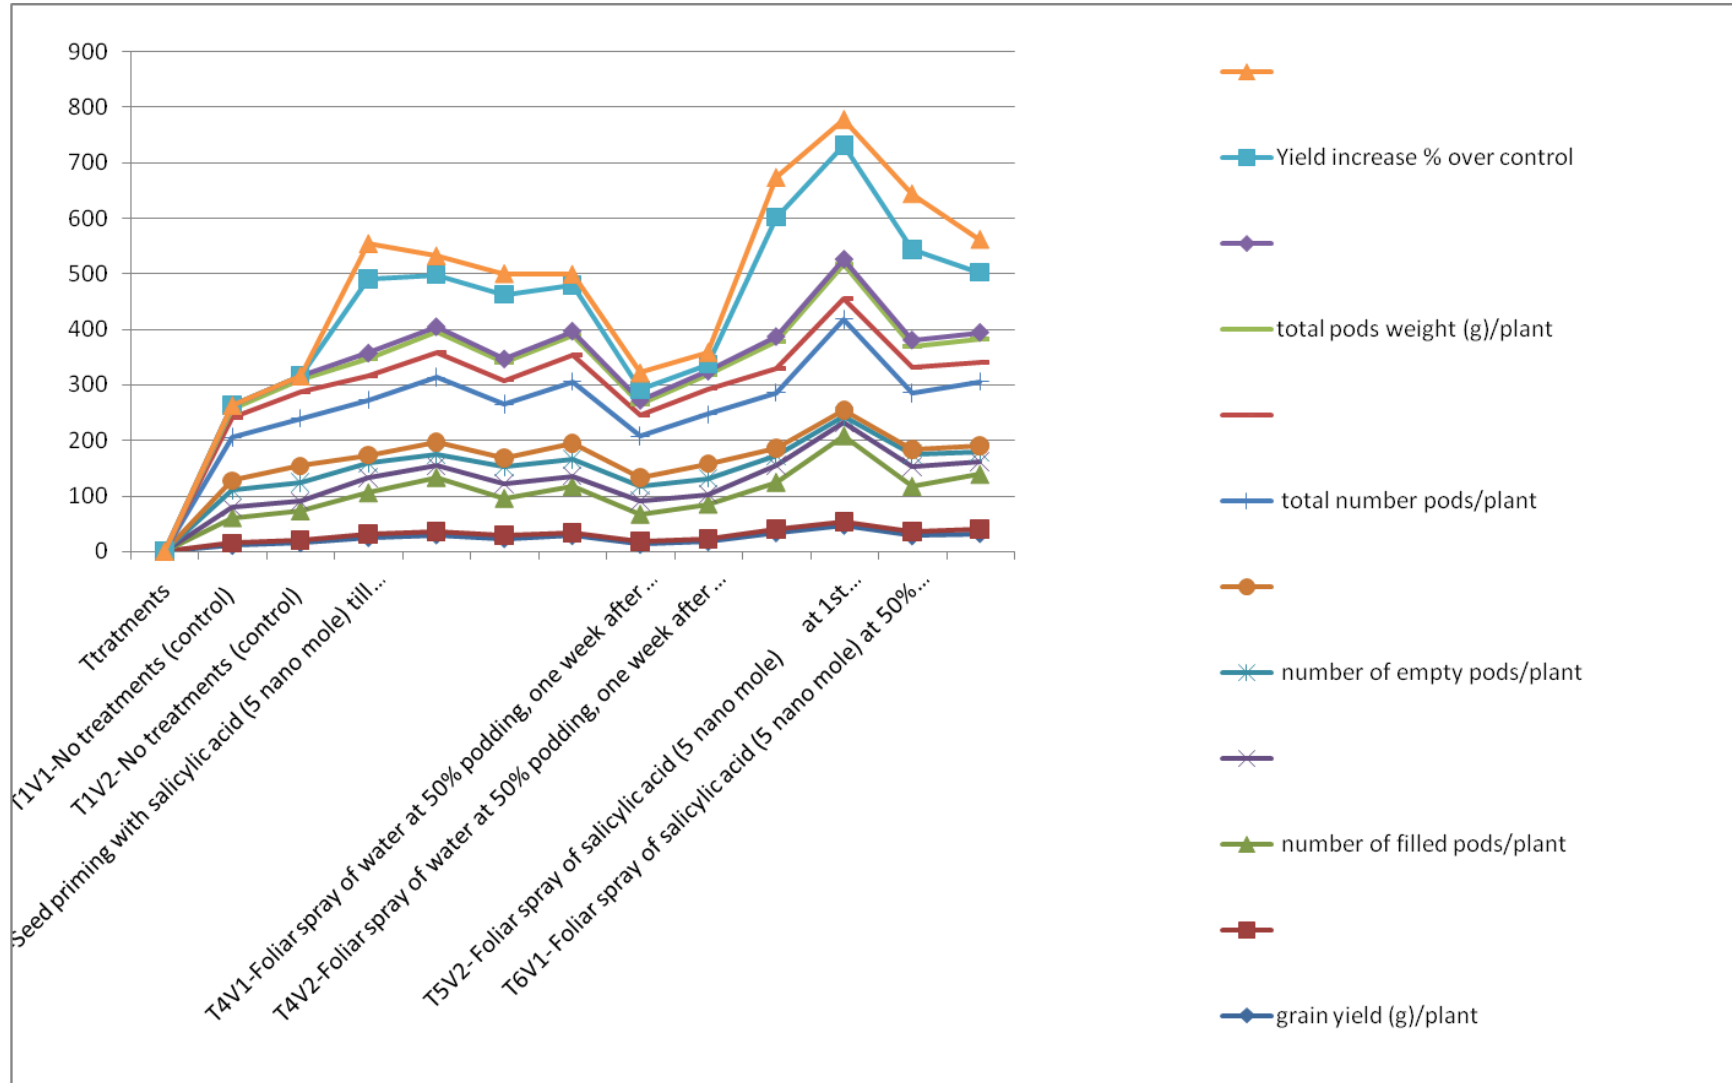 900
800
700
600
500
400
300
200
100
0
Ttratments
T1V1-No treatments (control)
T1V2- No treatments (control)
Seed priming with salicylic acid (5 nano mole) till...
T4V1-Foliar spray of water at 50% podding, one week after...
T4V2-Foliar spray of water at 50% podding, one week after...
T5V2- Foliar spray of salicylic acid (5 nano mole) at 1st...
T6V1- Foliar spray of salicylic acid (5 nano mole) at 50%...
Yield increase % over control
total pods weight (g)/plant
total number pods/plant
number of empty pods/plant
number of filled pods/plant
grain yield (g)/plant